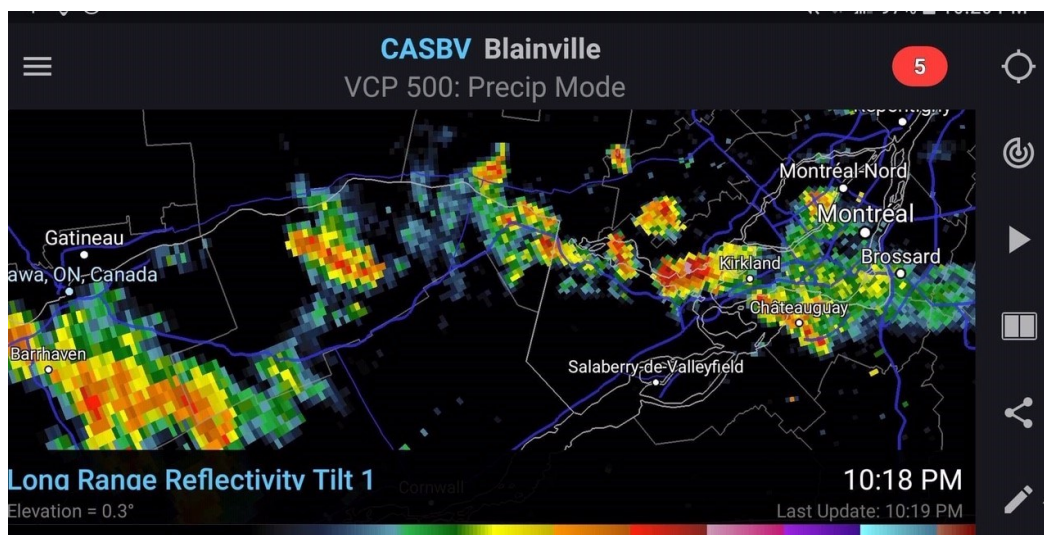 CASBV Blainville
VCP 500: Precip Mode
5
Montréal-Nord
Montreal
Gatineau
awa, ON, Canada
Kirkland
Brossard
Châteauguay
Barrhaven
Salaberry-de-Valleyfield
Long Range Reflectivity Tilt 1
10:18 PM
Cornwall
Elevation = 0.3°
Last Update: 10:19 PM